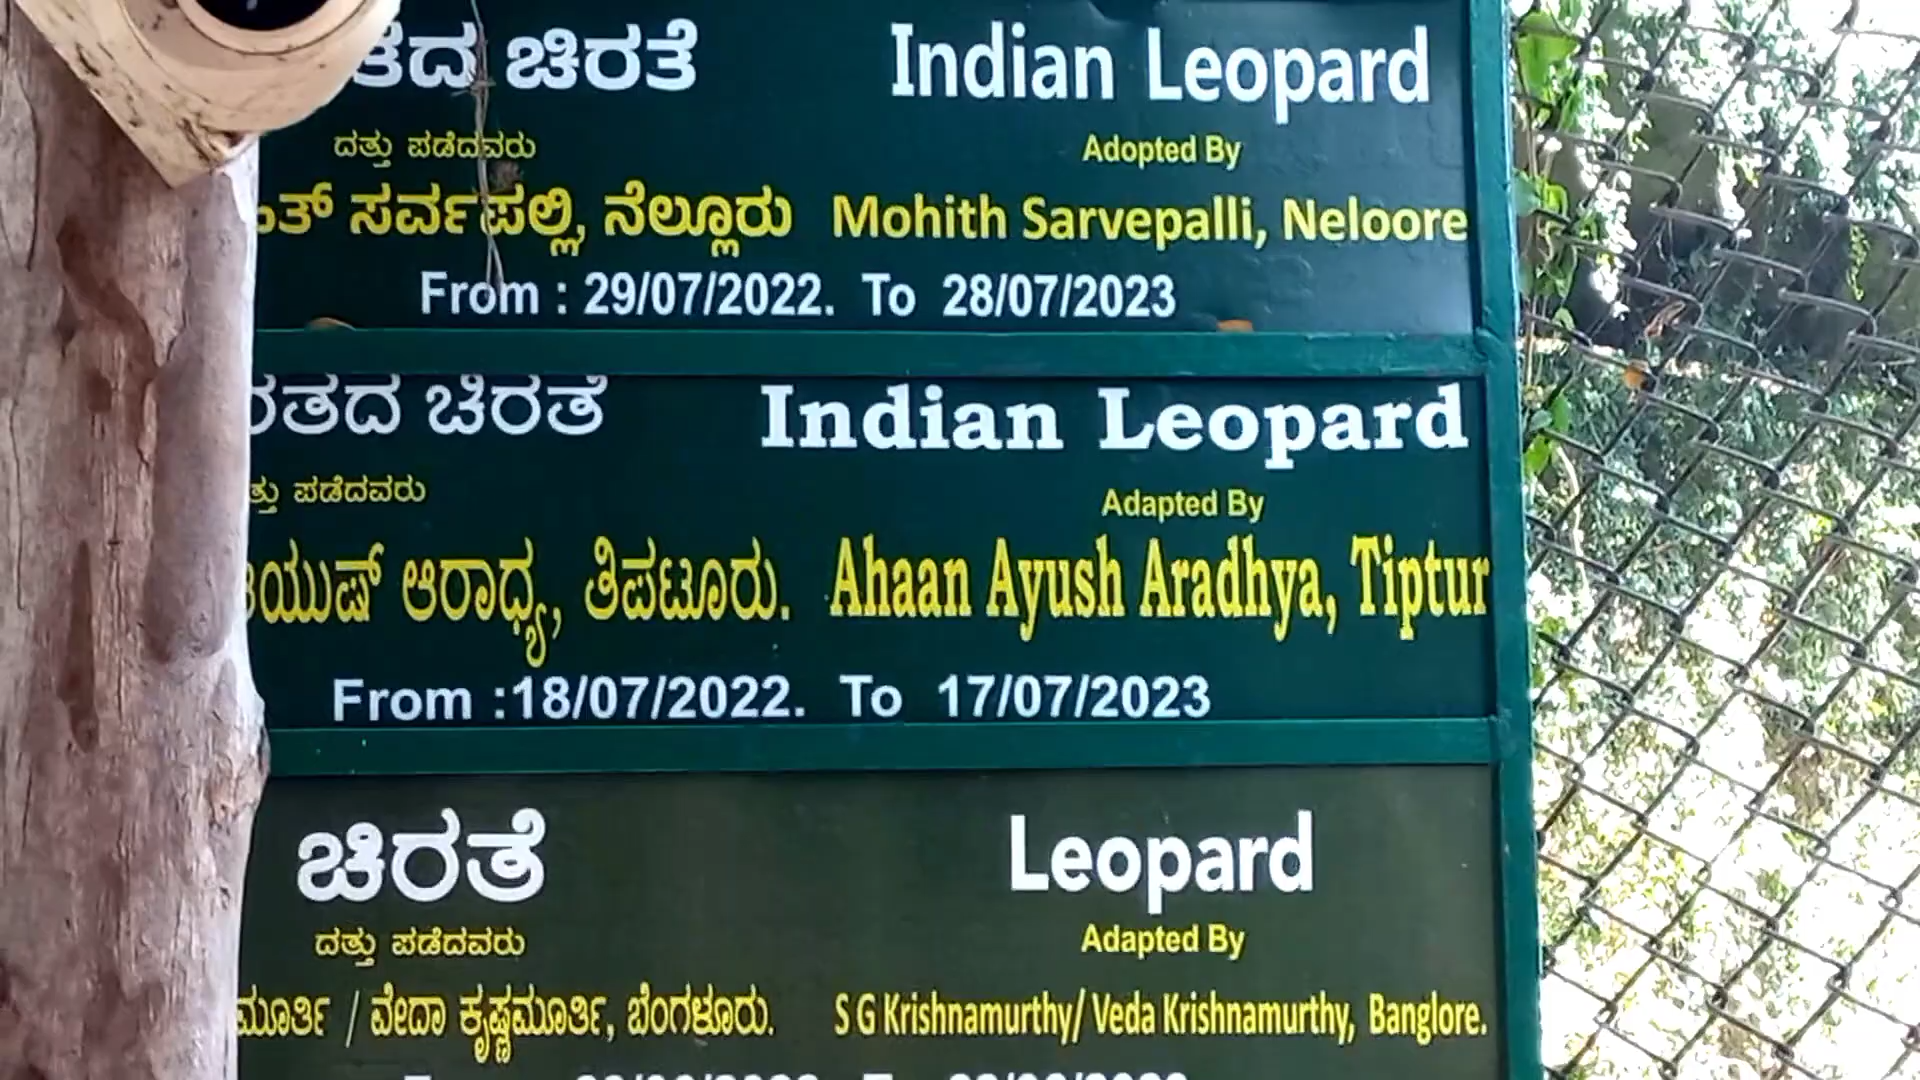 ಚಿರತೆ Indian Leopard
ದತ್ತು ಪಡೆದವರು Adopted By
ಸರ್ವಪಲ್ಲಿ, ನೆಲ್ಲೂರು Mohith Sarvepalli, Neloore
From : 29/07/2022. To 28/07/2023
ಚಿರತೆ Indian Leopard
ಪಡೆದವರು Adapted By
ಆರಾಧ್ಯ, ತಿಪಟೂರು. Ahaan Ayush Aradhya, Tiptur
From :18/07/2022. To 17/07/2023
ಚಿರತೆ Leopard
ದತ್ತು ಪಡೆದವರು Adapted By
/ ವೇದಾ ಕೃಷ್ಣಮೂರ್ತಿ, ಬೆಂಗಳೂರು. S G Krishnamurthy/ Veda Krishnamurthy, Banglore.